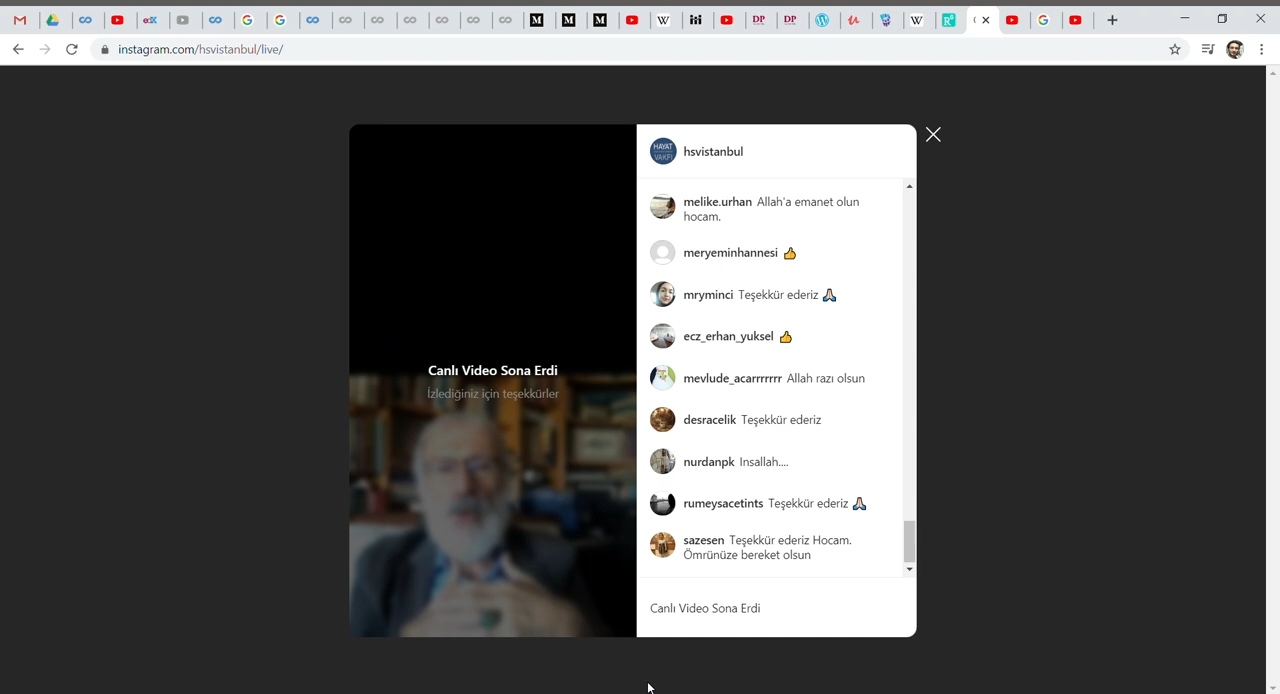 instagram.com/hsvistanbul/live/
HAYAT
VAKFI
hsvistanbul
melike.urhan Allah'a emanet olun
hocam.
meryeminhannesi 👍
mryminci Teşekkür ederiz 🙏🏻
ecz_erhan_yuksel 👍
mevlude_acarrrrrrr Allah razı olsun
desracelik Teşekkür ederiz
nurdanpk Insallah....
rumeysacetints Teşekkür ederiz 🙏🏻
sazesen Teşekkür ederiz Hocam.
Ömrünüze bereket olsun
Canlı Video Sona Erdi
Canlı Video Sona Erdi
İzlediğiniz için teşekkürler